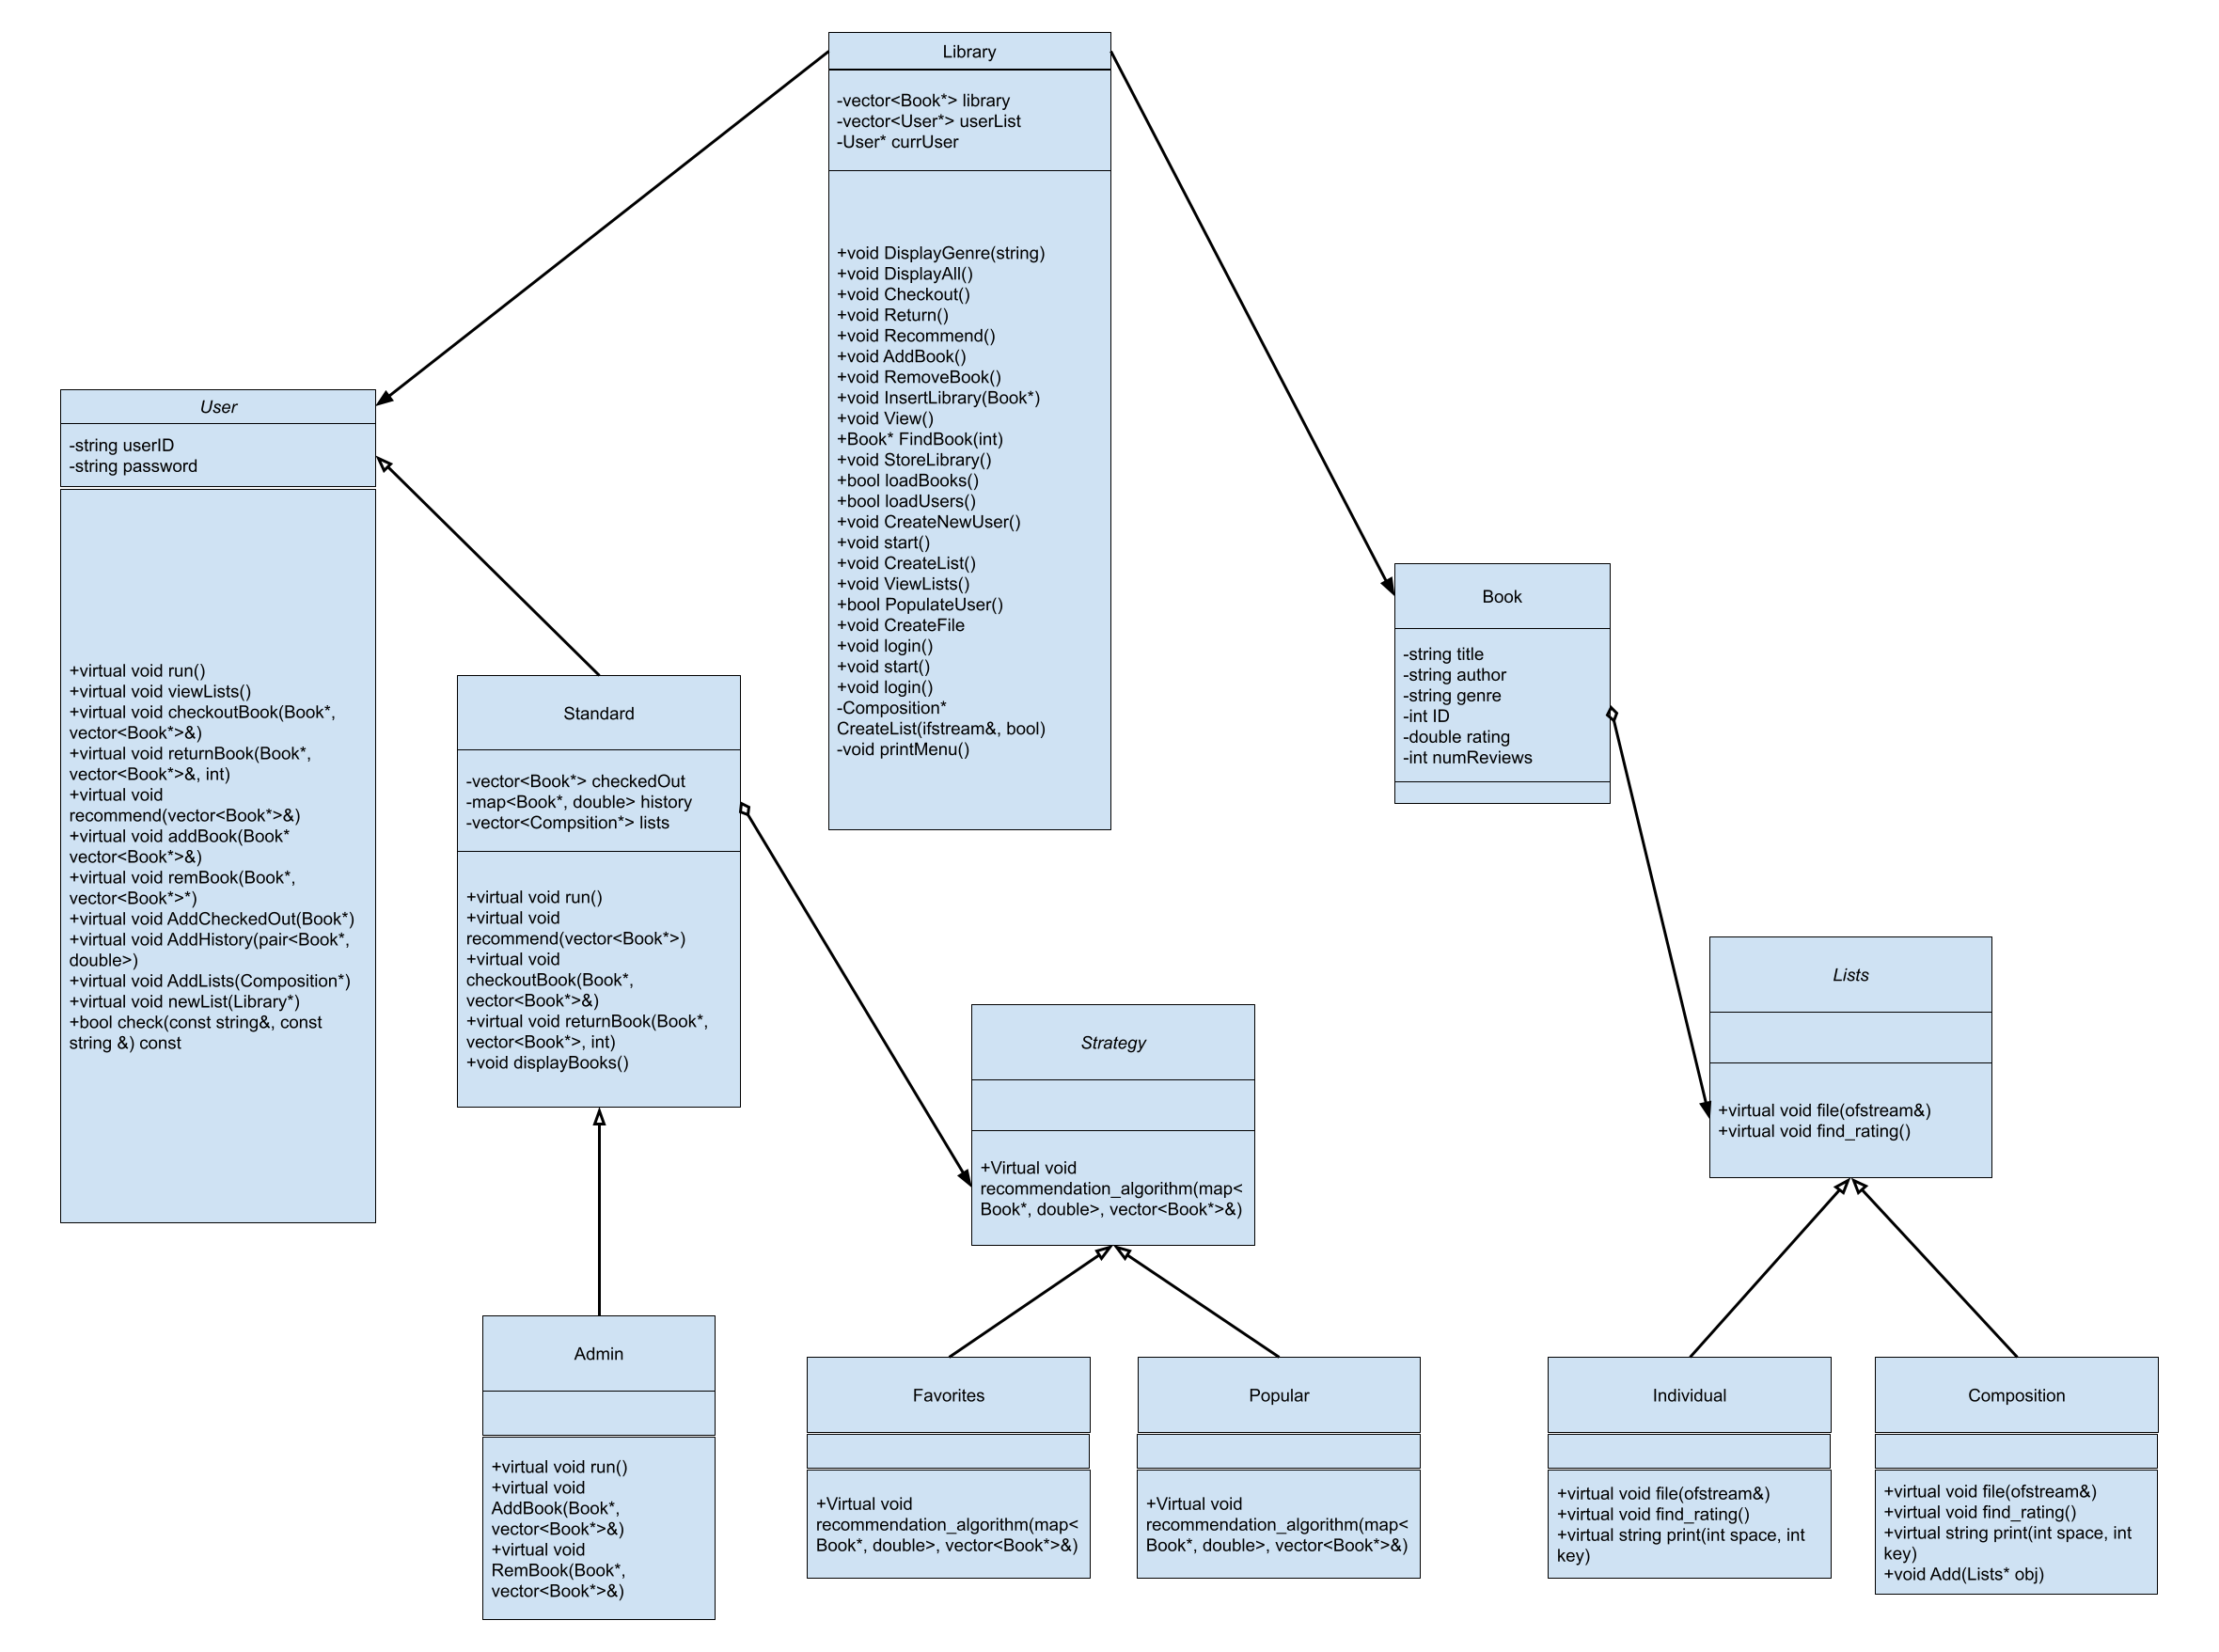 Library
-vector<Book*> library
-vector<User*> userList
-User* currUser
+void DisplayGenre(string)
+void DisplayAll()
+void Checkout()
+void Return()
+void Recommend()
+void AddBook()
+void RemoveBook()
+void InsertLibrary(Book*)
+void View()
+Book* FindBook(int)
+void StoreLibrary()
+bool loadBooks()
+bool loadUsers()
+void CreateNewUser()
+void start()
+void CreateList()
+void ViewLists()
+bool PopulateUser()
+void CreateFile
+void login()
+void start()
+void login()
-Composition*
CreateList(ifstream&, bool)
-void printMenu()
User
-string userID
-string password
+virtual void run()
+virtual void viewLists()
+virtual void checkoutBook(Book*,
vector<Book*>&)
+virtual void returnBook(Book*,
vector<Book*>&, int)
+virtual void
recommend(vector<Book*>&)
+virtual void addBook(Book*
vector<Book*>&)
+virtual void remBook(Book*,
vector<Book*>*)
+virtual void AddCheckedOut(Book*)
+virtual void AddHistory(pair<Book*,
double>)
+virtual void AddLists(Composition*)
+virtual void newList(Library*)
+bool check(const string&, const
string &) const
Standard
-vector<Book*> checkedOut
-map<Book*, double> history
-vector<Compsition*> lists
+virtual void run()
+virtual void
recommend(vector<Book*>)
+virtual void
checkoutBook(Book*,
vector<Book*>&)
+virtual void returnBook(Book*,
vector<Book*>, int)
+void displayBooks()
Book
-string title
-string author
-string genre
-int ID
-double rating
-int numReviews
Lists
+virtual void file(ofstream&)
+virtual void find_rating()
Strategy
+Virtual void
recommendation_algorithm(map<
Book*, double>, vector<Book*>&)
Admin
+virtual void run()
+virtual void
AddBook(Book*,
vector<Book*>&)
+virtual void
RemBook(Book*,
vector<Book*>&)
Favorites
+Virtual void
recommendation_algorithm(map<
Book*, double>, vector<Book*>&)
Popular
+Virtual void
recommendation_algorithm(map<
Book*, double>, vector<Book*>&)
Individual
+virtual void file(ofstream&)
+virtual void find_rating()
+virtual string print(int space, int
key)
Composition
+virtual void file(ofstream&)
+virtual void find_rating()
+virtual string print(int space, int
key)
+void Add(Lists* obj)